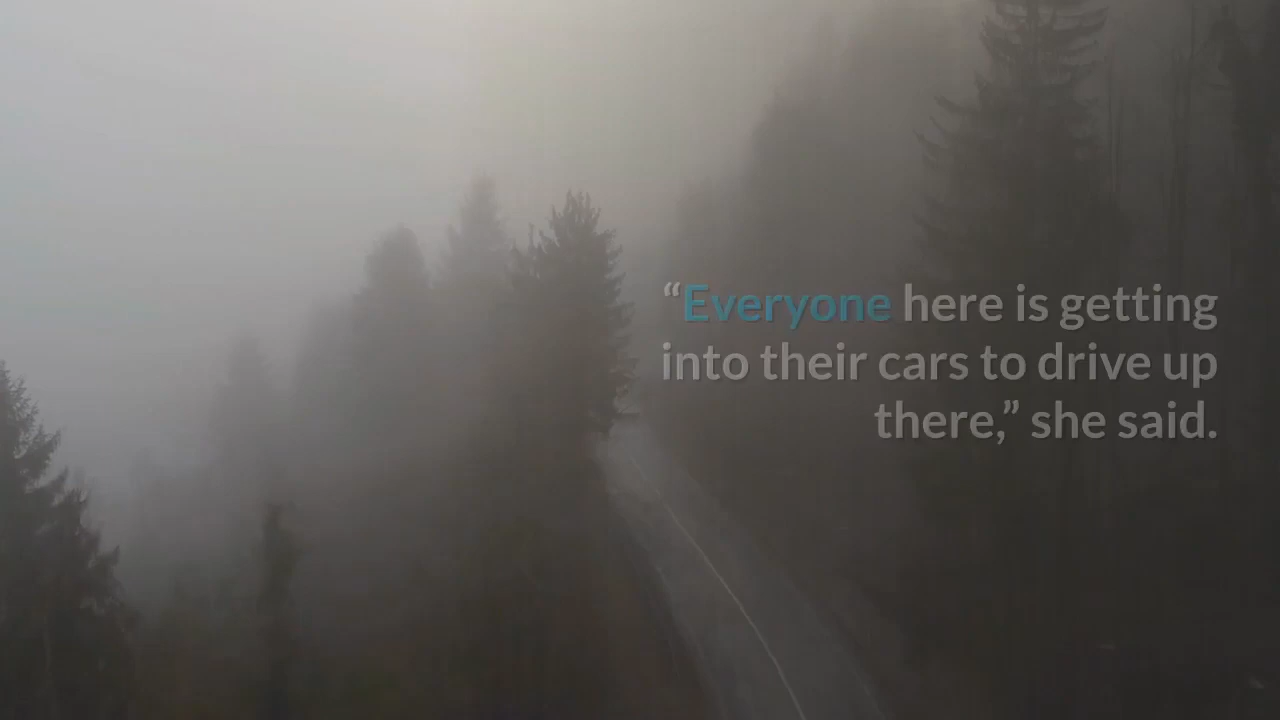 “Everyone here is getting
into their cars to drive up
there,” she said.